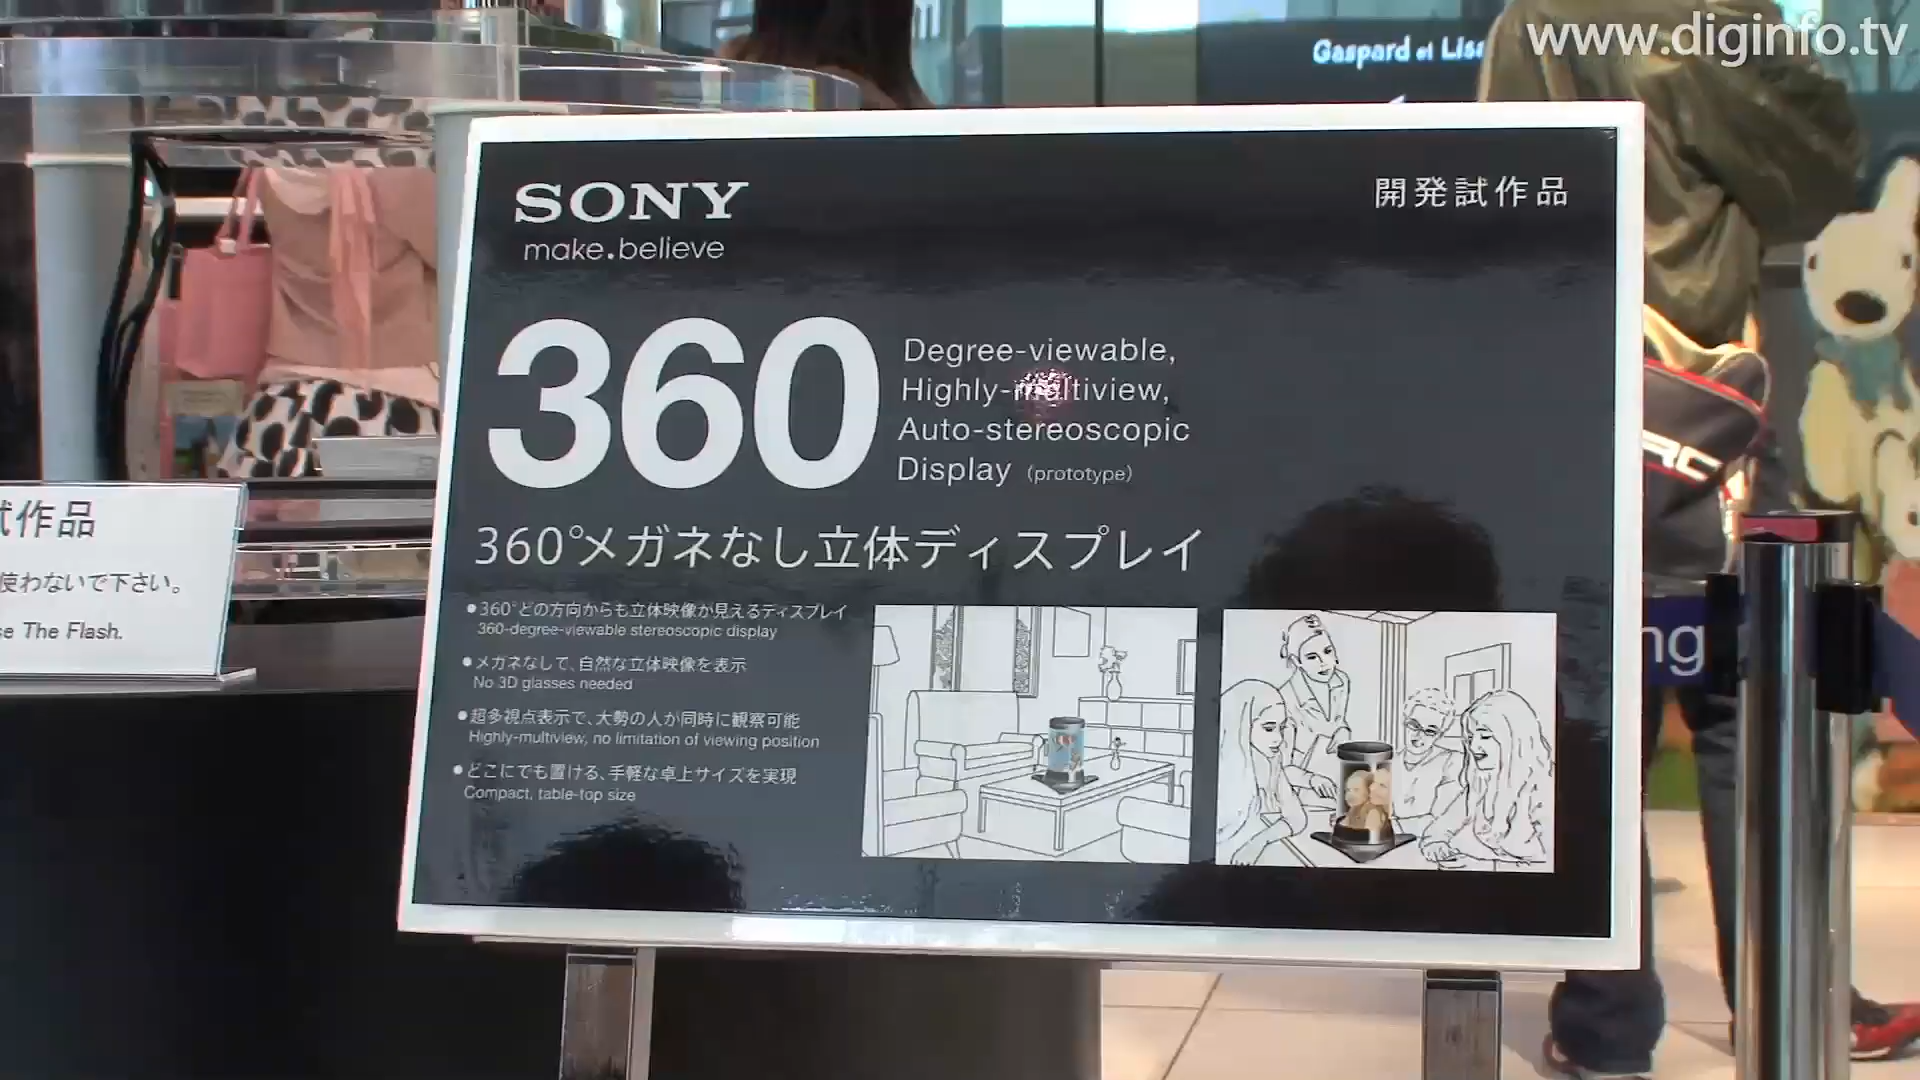 www.diginfo.tv
Gaspard et Lisa
SONY
make.believe
開発試作品
360
Degree-viewable,
Highly-multiview,
Auto-stereoscopic
Display (prototype)
360°メガネなし立体ディスプレイ
●360°どの方向からも立体映像が見えるディスプレイ
360-degree-viewable stereoscopic display
●メガネなしで、自然な立体映像を表示
No 3D glasses needed
●超多視点表示で、大勢の人が同時に観察可能
Highly-multiview, no limitation of viewing position
●どこにでも置ける、手軽な卓上サイズを実現
Compact, table-top size
試作品
使わないで下さい。
The Flash.